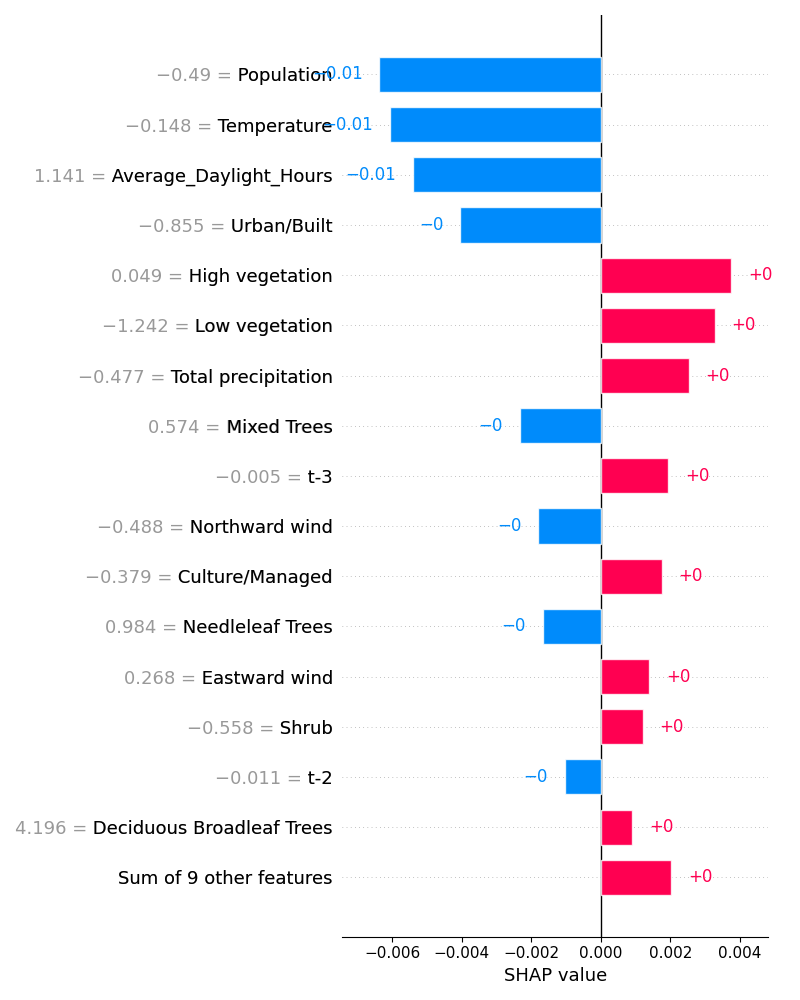 −0.49 = Population −0.01
−0.148 = Temperature −0.01
1.141 = Average_Daylight_Hours −0.01
−0.855 = Urban/Built −0
0.049 = High vegetation +0
−1.242 = Low vegetation +0
−0.477 = Total precipitation +0
0.574 = Mixed Trees −0
−0.005 = t-3 +0
−0.488 = Northward wind −0
−0.379 = Culture/Managed +0
0.984 = Needleleaf Trees −0
0.268 = Eastward wind +0
−0.558 = Shrub +0
−0.011 = t-2 −0
4.196 = Deciduous Broadleaf Trees +0
Sum of 9 other features +0
−0.006 −0.004 −0.002 0.000 0.002 0.004
SHAP value